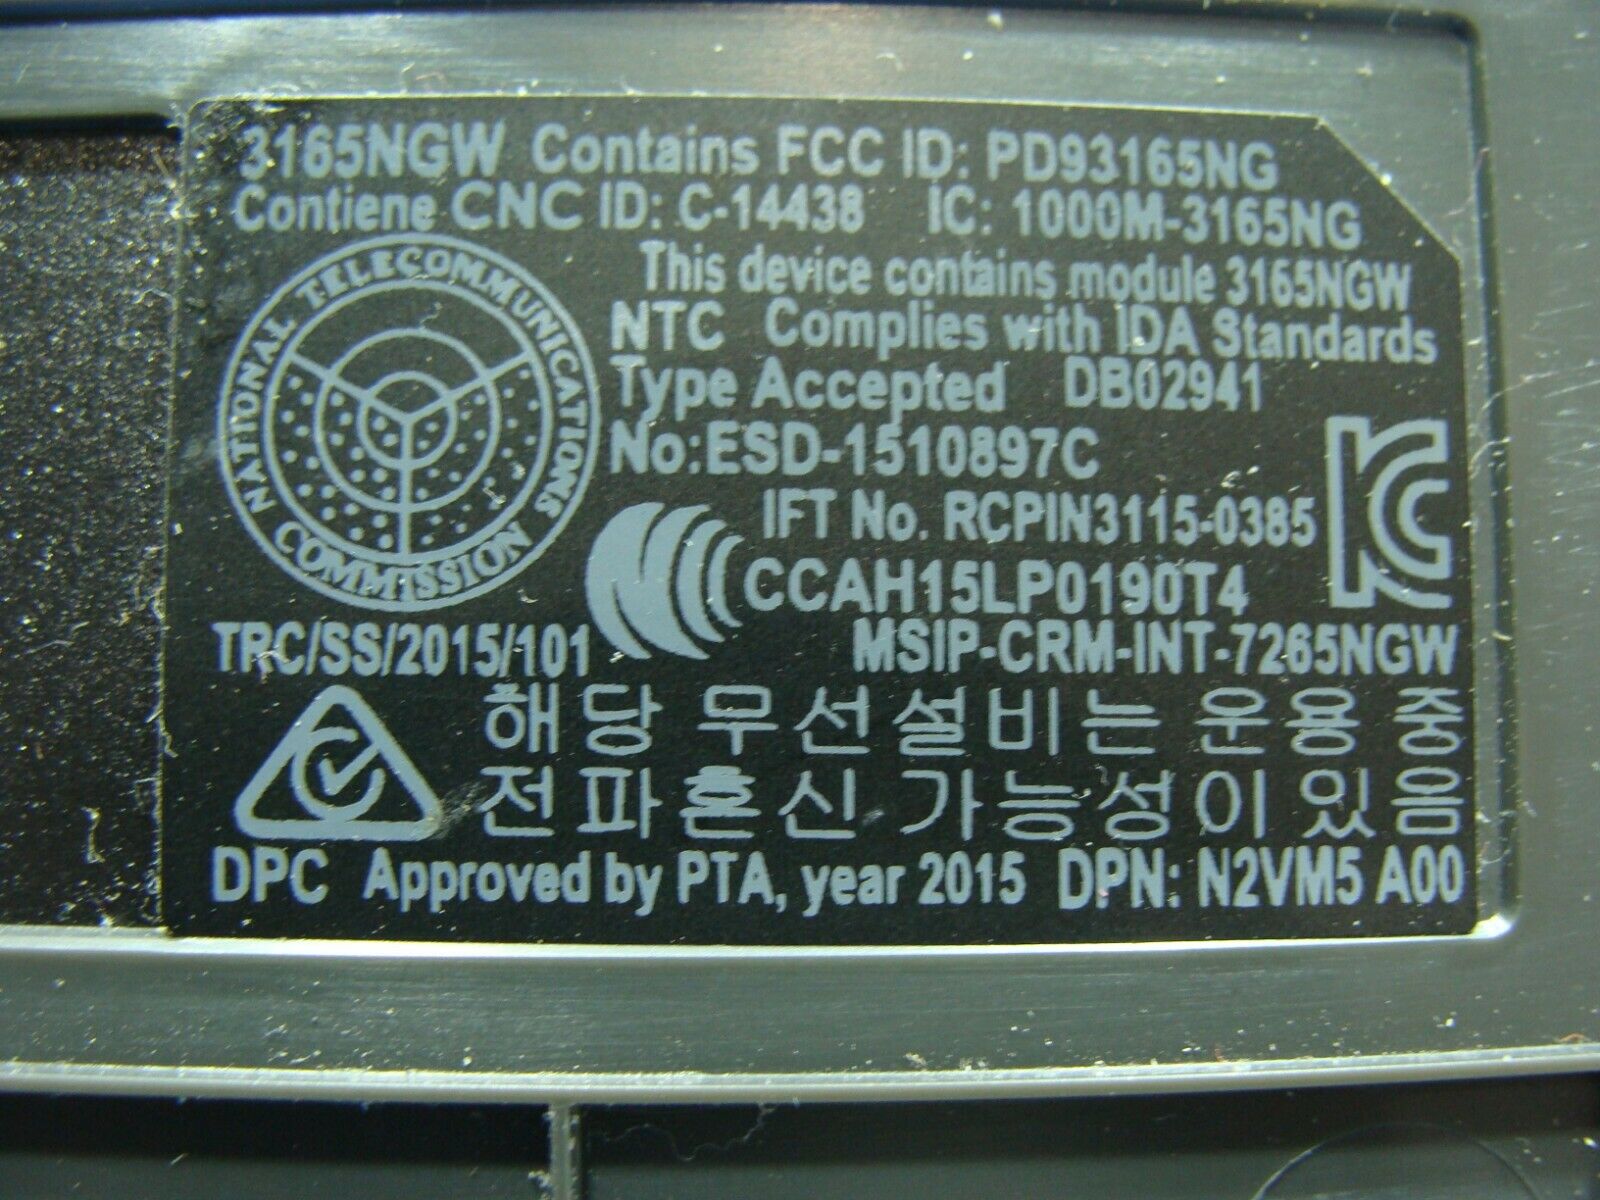 3165NGW Contains FCC ID: PD93165NG
Contiene CNC ID: C-14438 IC: 1000M-3165NG
This device contains module 3165NGW
NATIONAL TELECOMMUNICATIONS COMMISSION
NTC Complies with IDA Standards
Type Accepted DB02941
No:ESD-1510897C
IFT No. RCPIN3115-0385
CCAH15LP0190T4
TRC/SS/2015/101 MSIP-CRM-INT-7265NGW
해당 무선설비는 운용 중
전파혼신 가능성이 있음
DPC Approved by PTA, year 2015 DPN: N2VM5 A00